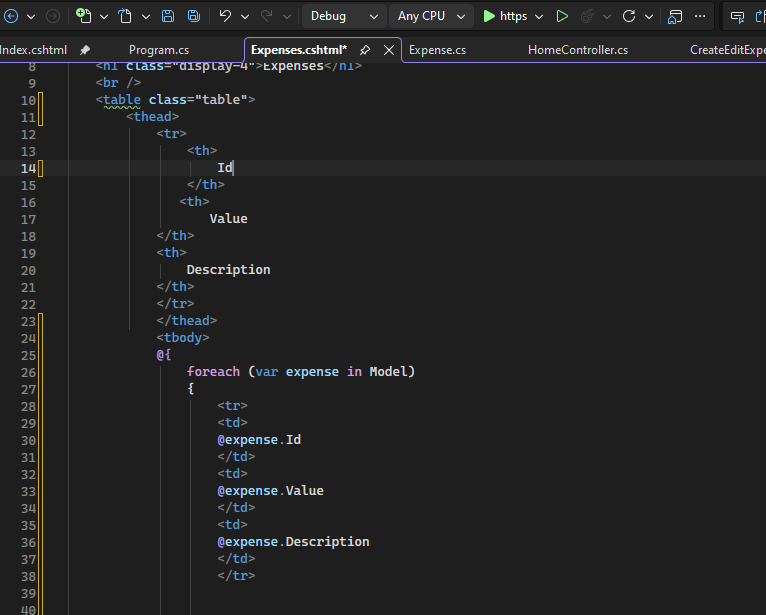 Debug Any CPU https
Index.cshtml Program.cs Expenses.cshtml* Expense.cs HomeController.cs CreateEditExpe
8 <h1 class="display-4">Expenses</h1>
9 <br />
10 <table class="table">
11 <thead>
12 <tr>
13 <th>
14 Id
15 </th>
16 <th>
17 Value
18 </th>
19 <th>
20 Description
21 </th>
22 </tr>
23 </thead>
24 <tbody>
25 @{
26 foreach (var expense in Model)
27 {
28 <tr>
29 <td>
30 @expense.Id
31 </td>
32 <td>
33 @expense.Value
34 </td>
35 <td>
36 @expense.Description
37 </td>
38 </tr>
39
40